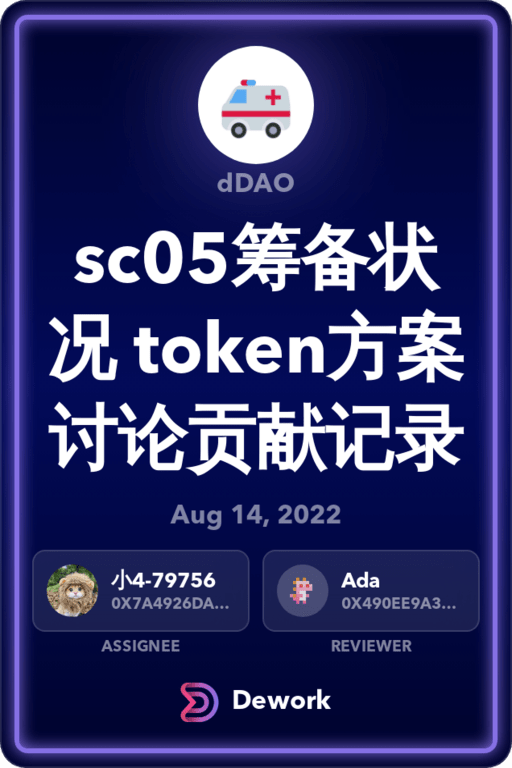 dDAO
sc05筹备状
况 token方案
讨论贡献记录
Aug 14, 2022
小4-79756
0X7A4926DA...
Ada
0X490EE9A3...
ASSIGNEE
REVIEWER
Dework